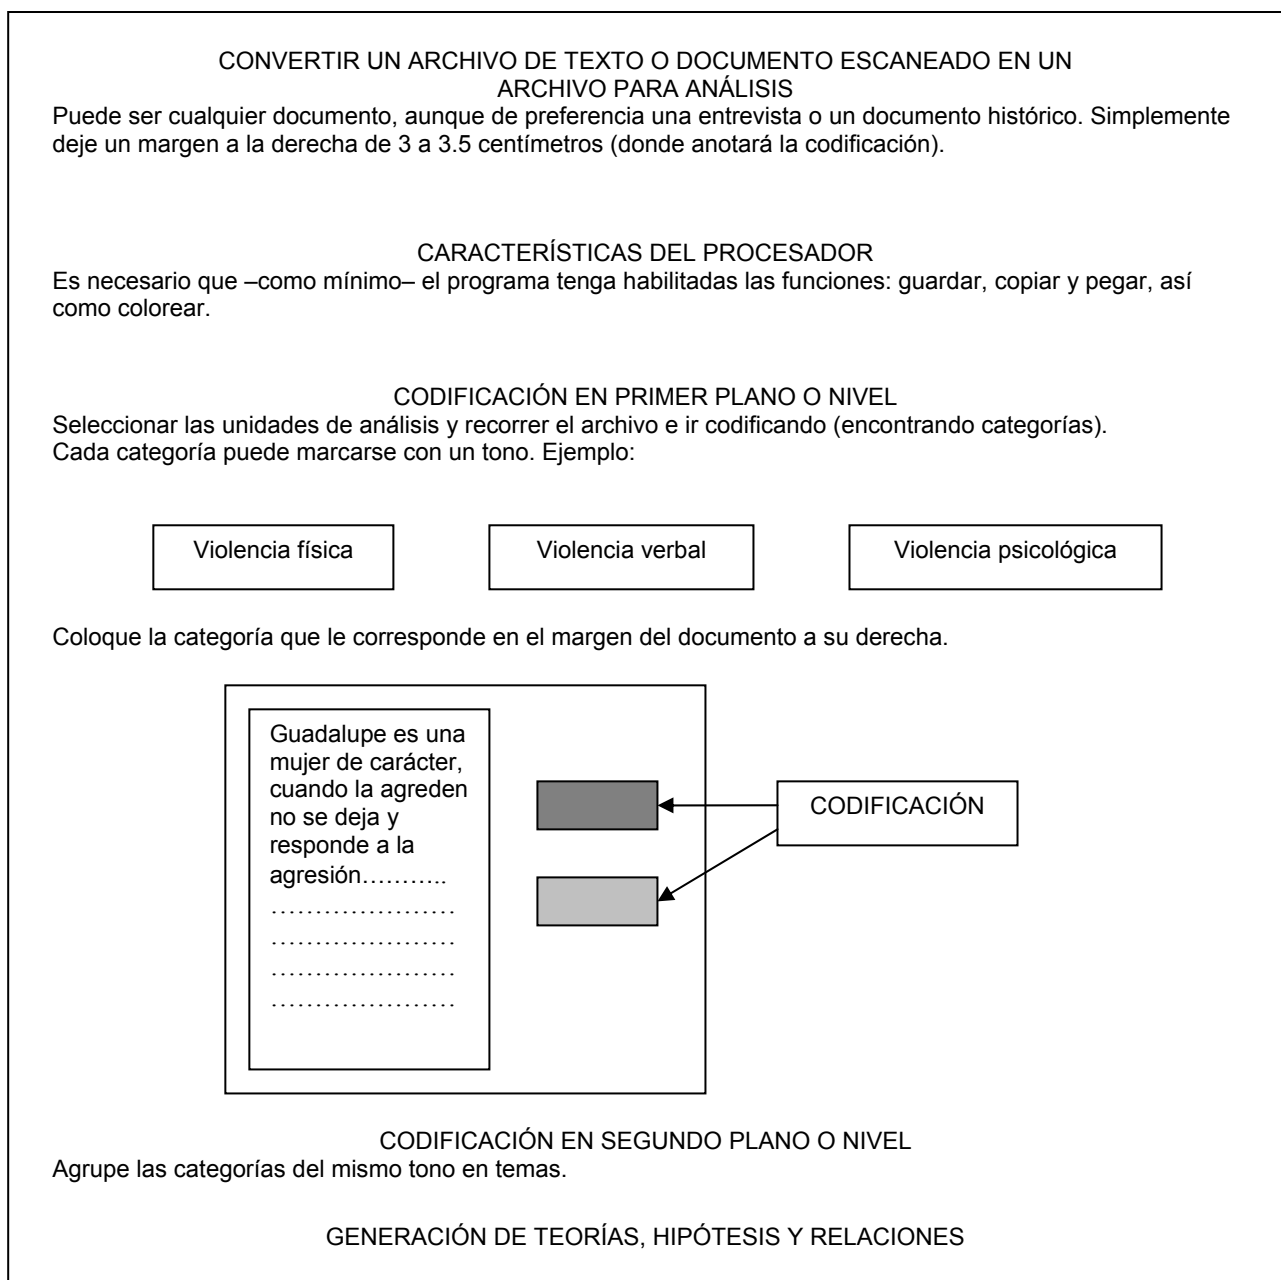 CONVERTIR UN ARCHIVO DE TEXTO O DOCUMENTO ESCANEADO EN UN
ARCHIVO PARA ANÁLISIS
Puede ser cualquier documento, aunque de preferencia una entrevista o un documento histórico. Simplemente
deje un margen a la derecha de 3 a 3.5 centímetros (donde anotará la codificación).
CARACTERÍSTICAS DEL PROCESADOR
Es necesario que –como mínimo– el programa tenga habilitadas las funciones: guardar, copiar y pegar, así
como colorear.
CODIFICACIÓN EN PRIMER PLANO O NIVEL
Seleccionar las unidades de análisis y recorrer el archivo e ir codificando (encontrando categorías).
Cada categoría puede marcarse con un tono. Ejemplo:
Violencia física
Violencia verbal
Violencia psicológica
Coloque la categoría que le corresponde en el margen del documento a su derecha.
Guadalupe es una
mujer de carácter,
cuando la agreden
no se deja y
responde a la
agresión………..
…………………
…………………
…………………
…………………
CODIFICACIÓN
CODIFICACIÓN EN SEGUNDO PLANO O NIVEL
Agrupe las categorías del mismo tono en temas.
GENERACIÓN DE TEORÍAS, HIPÓTESIS Y RELACIONES